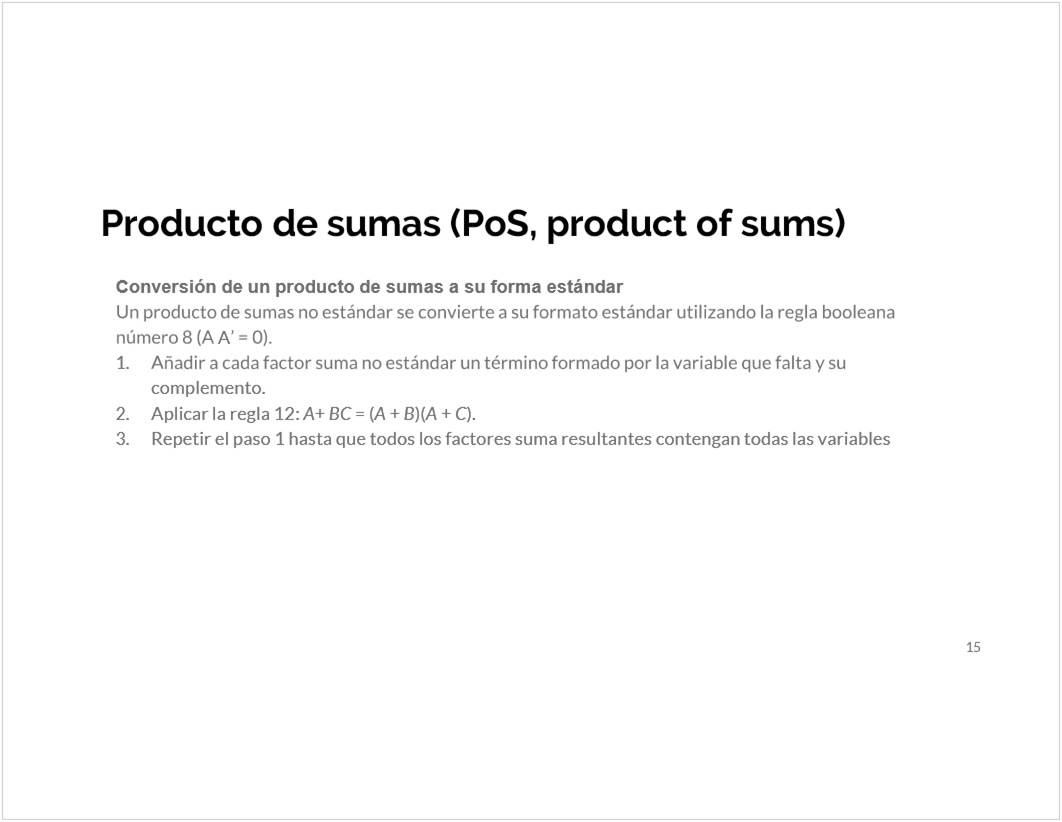 Producto de sumas (PoS, product of sums)
Conversión de un producto de sumas a su forma estándar
Un producto de sumas no estándar se convierte a su formato estándar utilizando la regla booleana
número 8 (A A’ = 0).
1. Añadir a cada factor suma no estándar un término formado por la variable que falta y su
complemento.
2. Aplicar la regla 12: A+ BC = (A + B)(A + C).
3. Repetir el paso 1 hasta que todos los factores suma resultantes contengan todas las variables
15